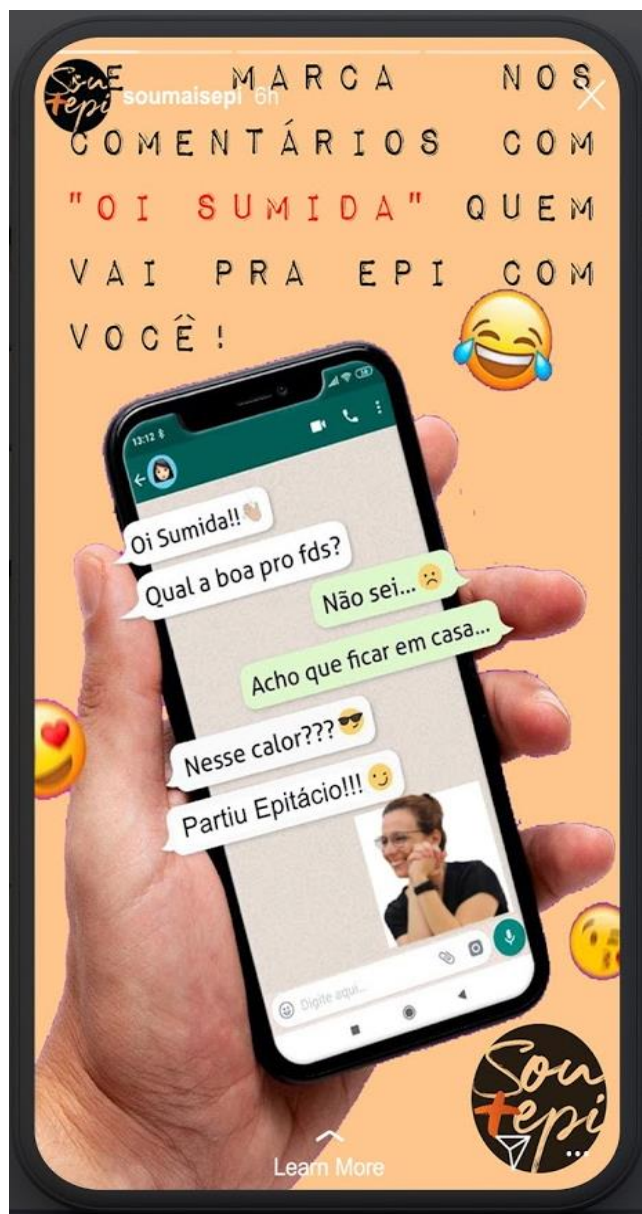 Sou
+epi
soumaisepi 6h
E MARCA NOS
COMENTÁRIOS COM
"OI SUMIDA" QUEM
VAI PRA EPI COM
VOCÊ!
13:12
Oi Sumida!!
Qual a boa pro fds?
Não sei...
Acho que ficar em casa...
Nesse calor???
Partiu Epitácio!!!
Digite aqui...
Sou
+epi
Learn More